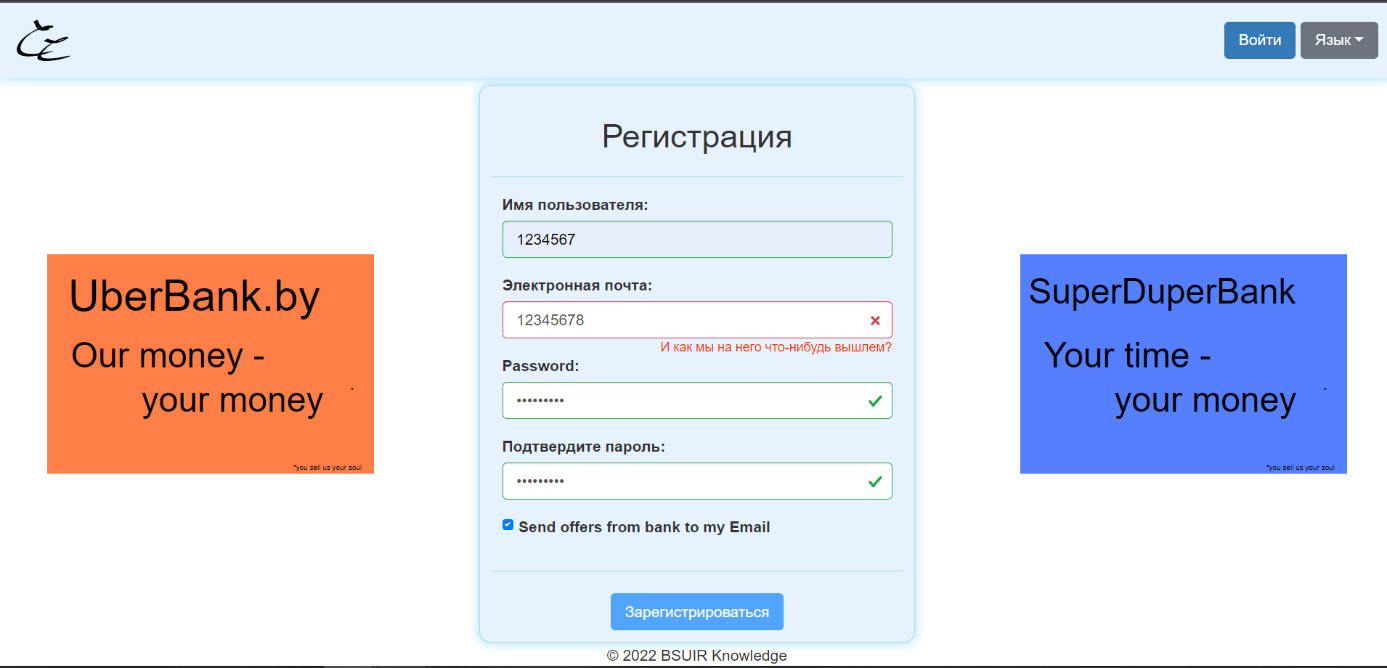 Войти
Язык
Регистрация
Имя пользователя:
1234567
Электронная почта:
12345678
И как мы на него что-нибудь вышлем?
Password:
•••••••••
Подтвердите пароль:
•••••••••
Send offers from bank to my Email
Зарегистрироваться
UberBank.by
Our money -
your money
*you sell us your soul
SuperDuperBank
Your time -
your money
*you sell us your soul
© 2022 BSUIR Knowledge